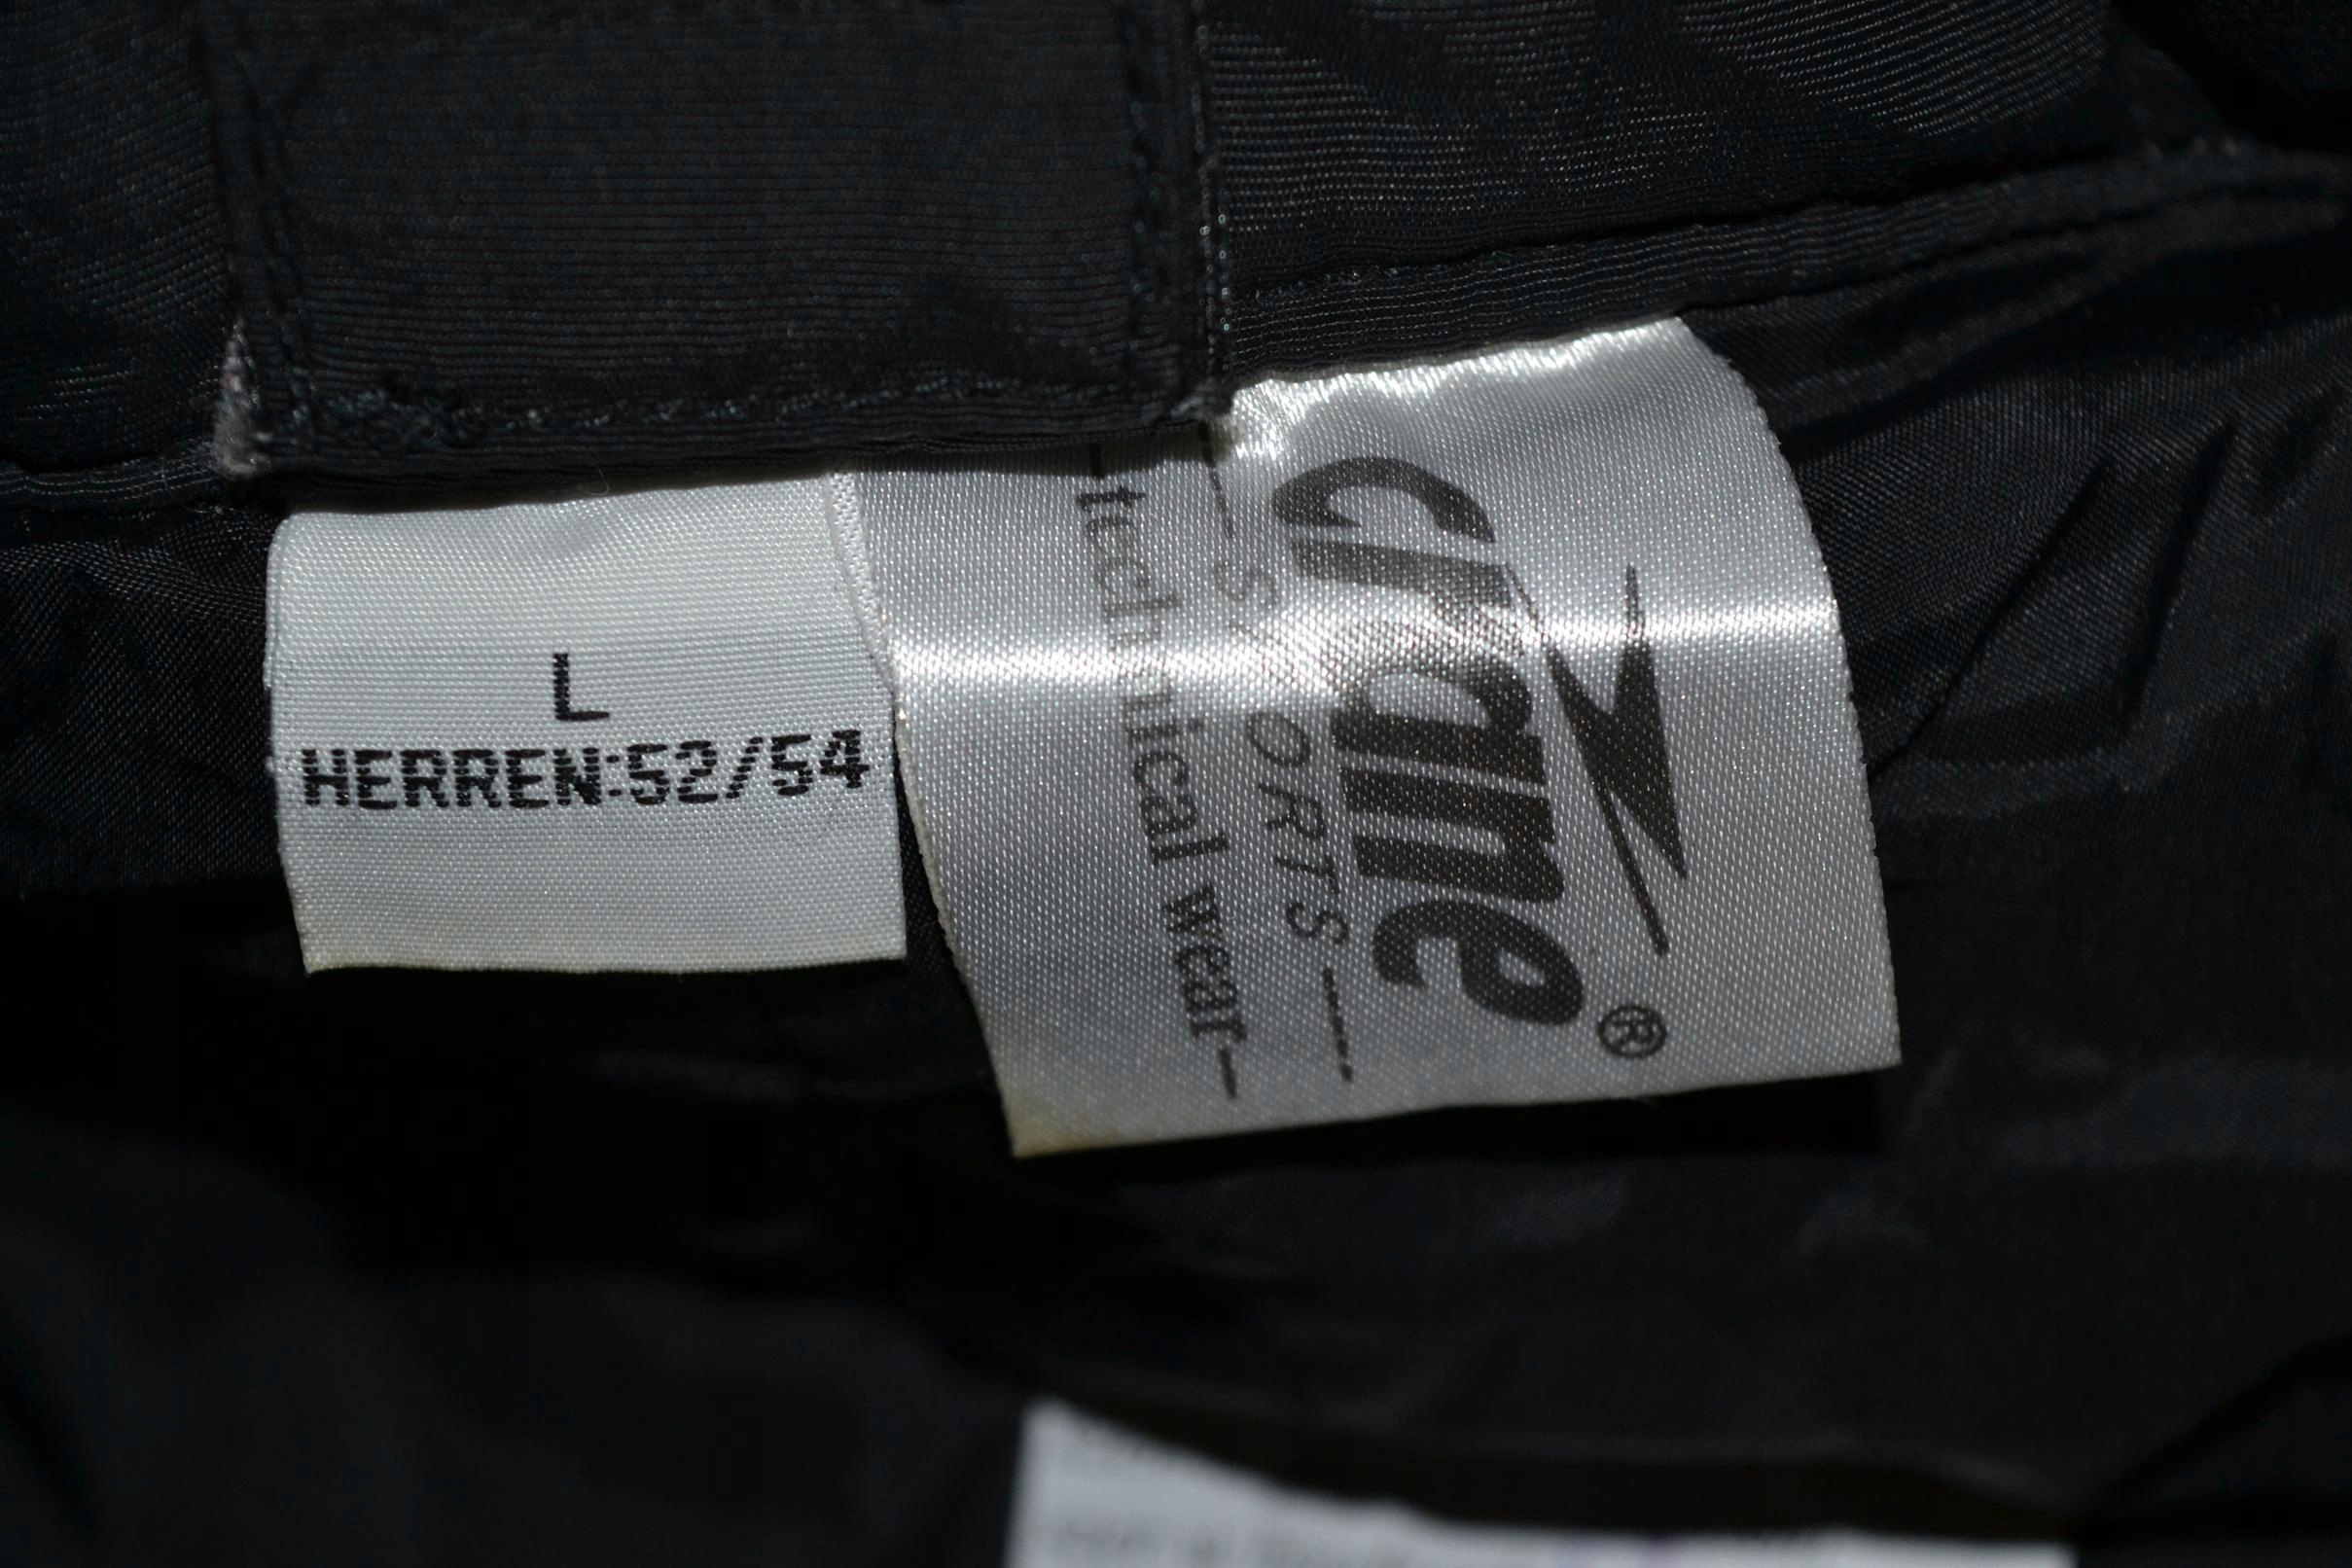 L
HERREN:52/54
crane®
SPORTS
-technical wear-